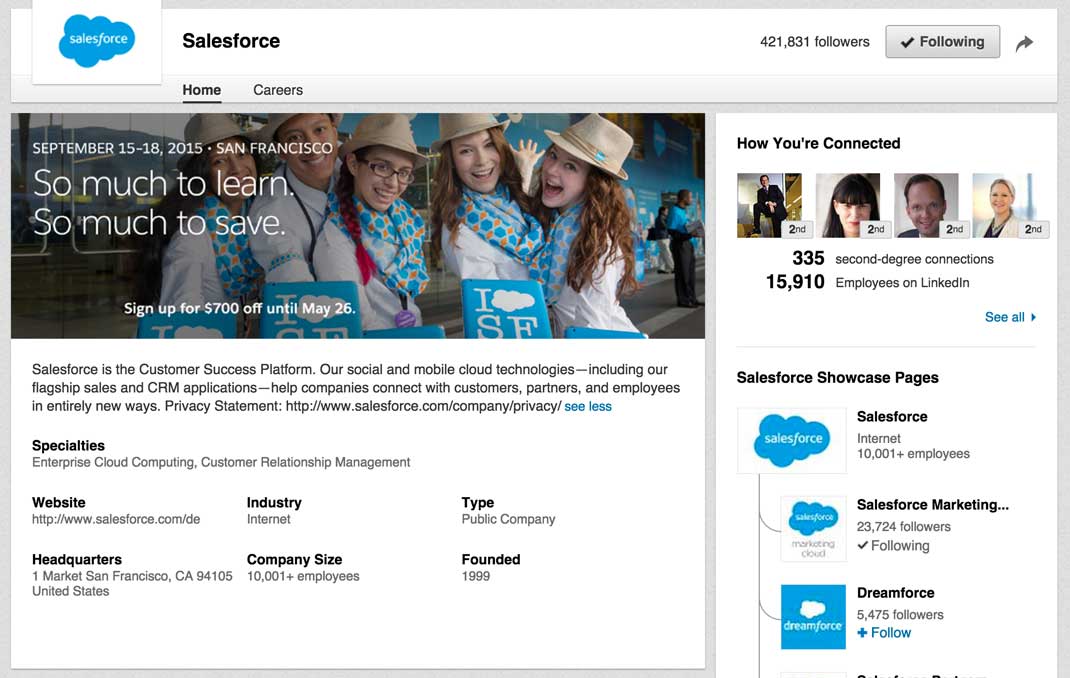 salesforce
Salesforce
421,831 followers
Following
Home
Careers
SEPTEMBER 15-18, 2015 · SAN FRANCISCO
So much to learn.
So much to save.
Sign up for $700 off until May 26.
I
SF
I
SF
Salesforce is the Customer Success Platform. Our social and mobile cloud technologies—including our
flagship sales and CRM applications—help companies connect with customers, partners, and employees
in entirely new ways. Privacy Statement: http://www.salesforce.com/company/privacy/ see less
Specialties
Enterprise Cloud Computing, Customer Relationship Management
Website
http://www.salesforce.com/de
Industry
Internet
Type
Public Company
Headquarters
1 Market San Francisco, CA 94105
United States
Company Size
10,001+ employees
Founded
1999
How You're Connected
2nd
2nd
2nd
2nd
335 second-degree connections
15,910 Employees on LinkedIn
See all
Salesforce Showcase Pages
salesforce
Salesforce
Internet
10,001+ employees
salesforce
marketing
cloud
Salesforce Marketing...
23,724 followers
Following
dreamforce
Dreamforce
5,475 followers
Follow